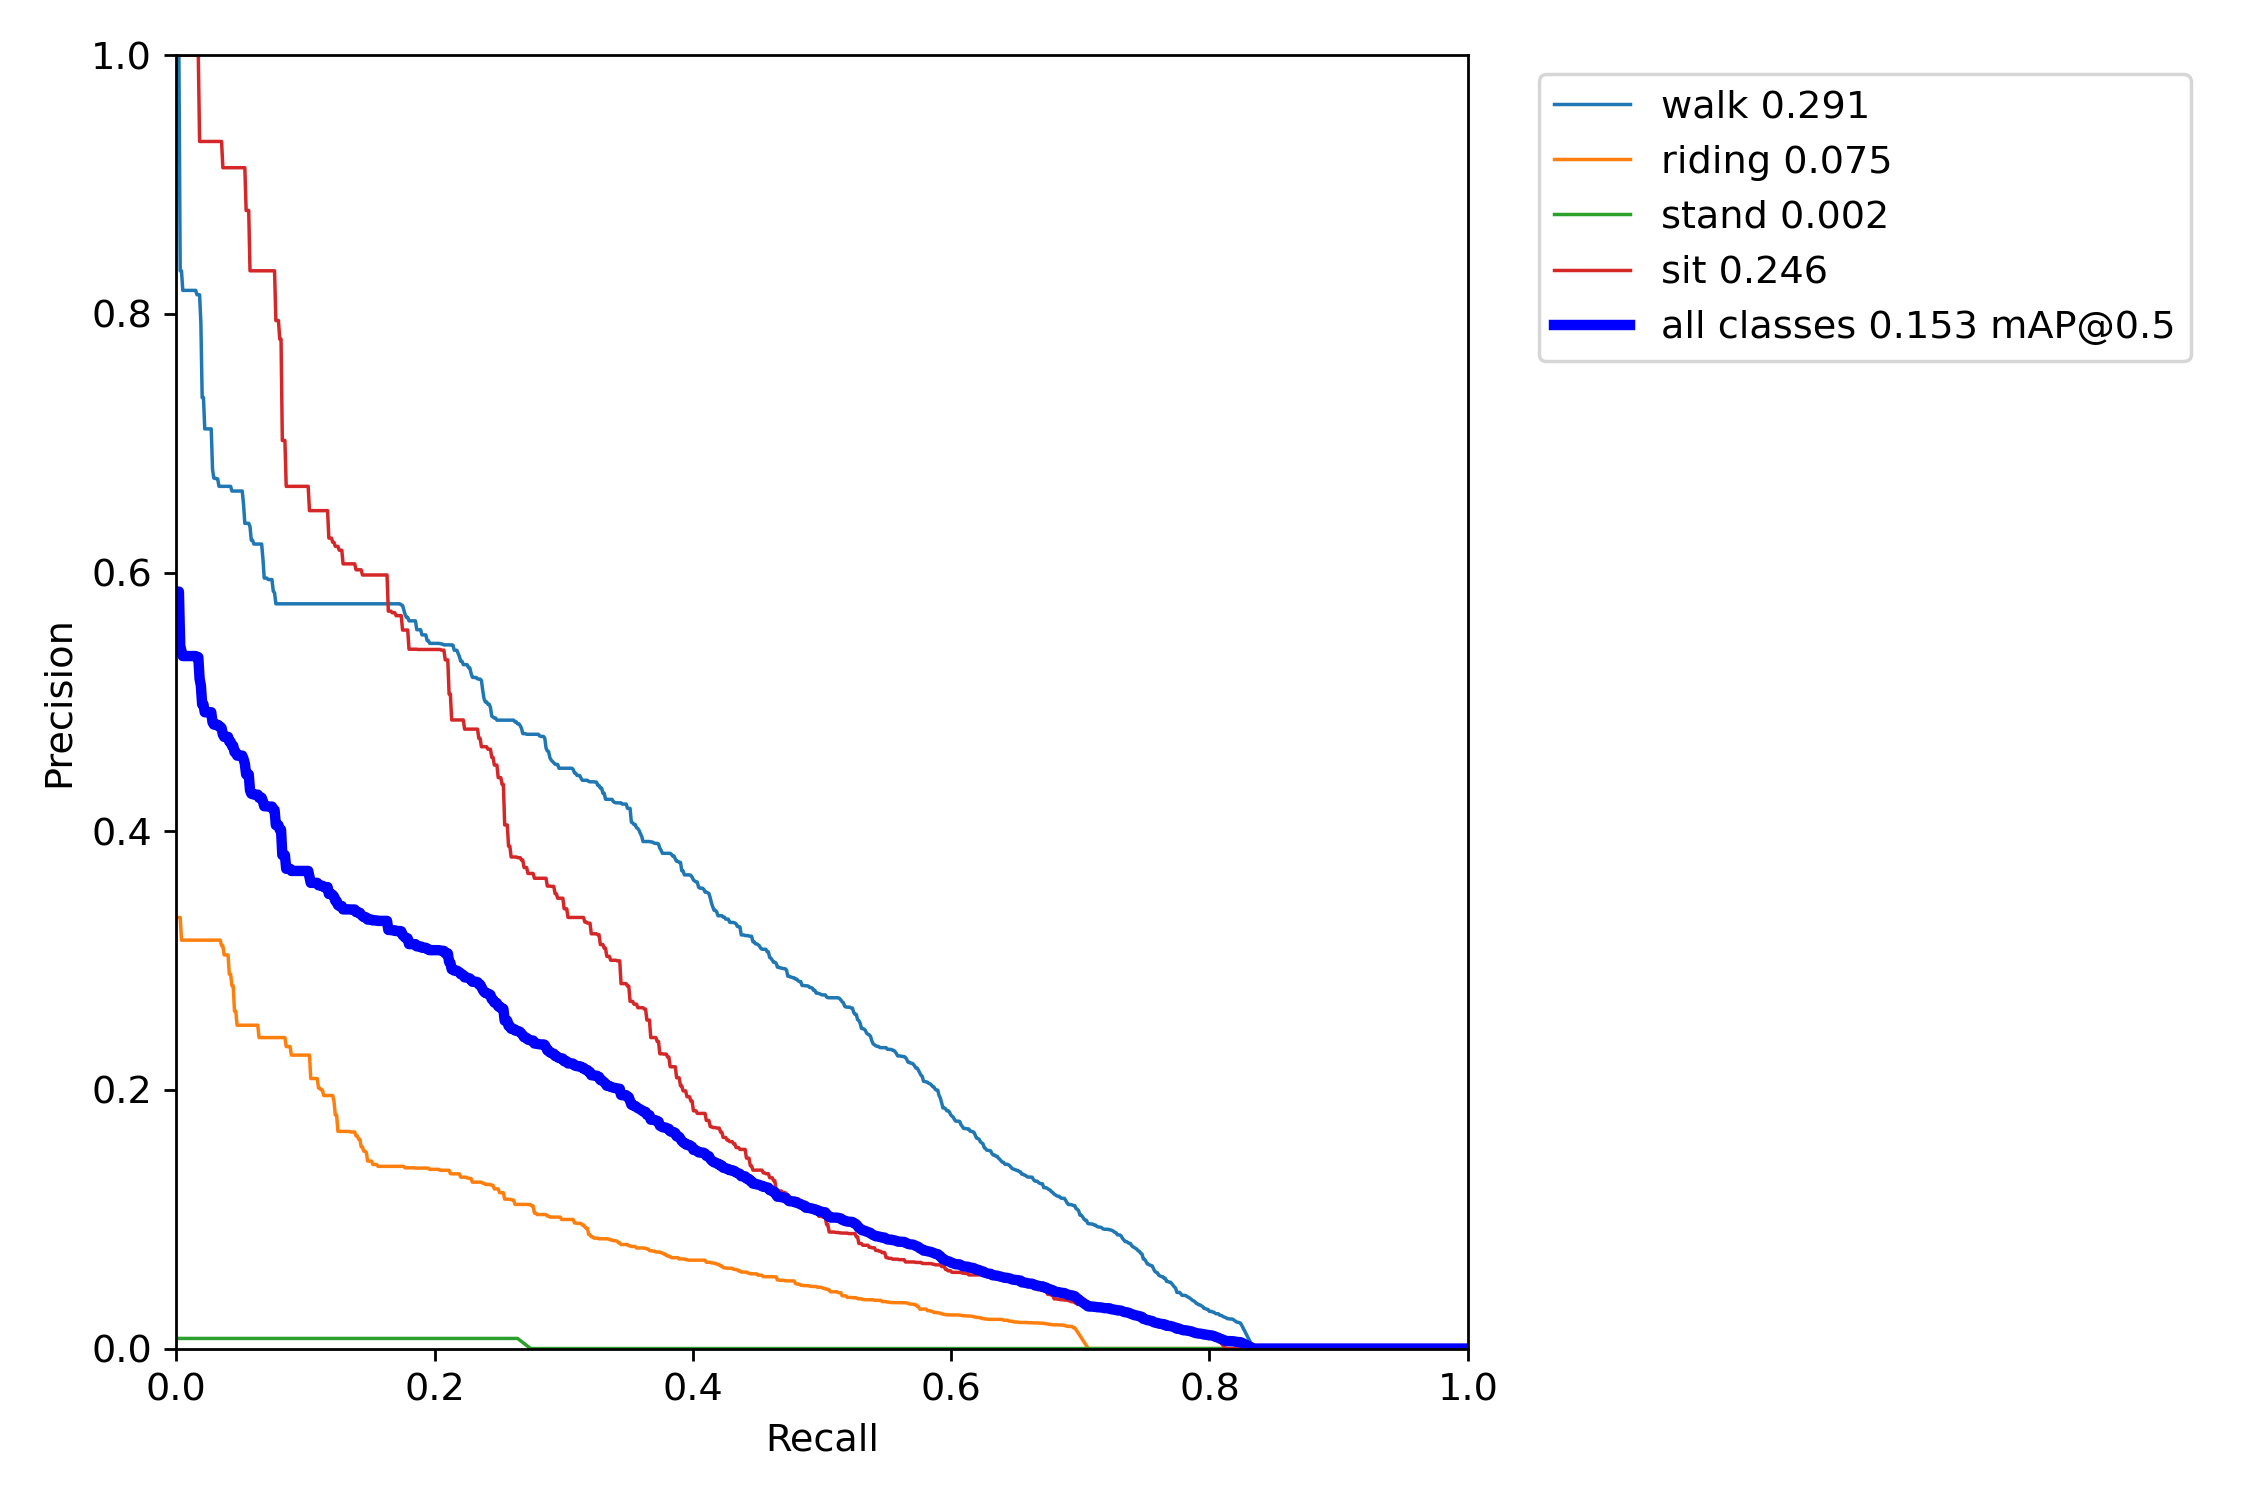 1.0
0.8
0.6
0.4
0.2
0.0
Precision
0.0 0.2 0.4 0.6 0.8 1.0
Recall
walk 0.291
riding 0.075
stand 0.002
sit 0.246
all classes 0.153 mAP@0.5